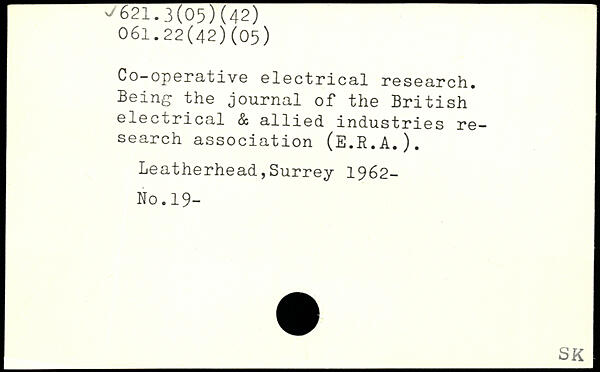 ✓621.3(05)(42)
061.22(42)(05)
Co-operative electrical research.
Being the journal of the British
electrical & allied industries re-
search association (E.R.A.).
Leatherhead,Surrey 1962-
No.19-
SK